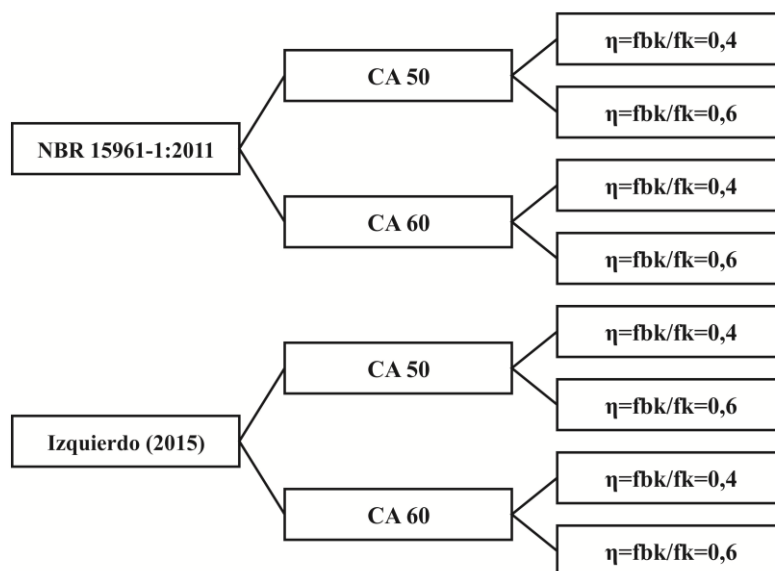 NBR 15961-1:2011
CA 50
η=fbk/fk=0,4
η=fbk/fk=0,6
CA 60
η=fbk/fk=0,4
η=fbk/fk=0,6
Izquierdo (2015)
CA 50
η=fbk/fk=0,4
η=fbk/fk=0,6
CA 60
η=fbk/fk=0,4
η=fbk/fk=0,6